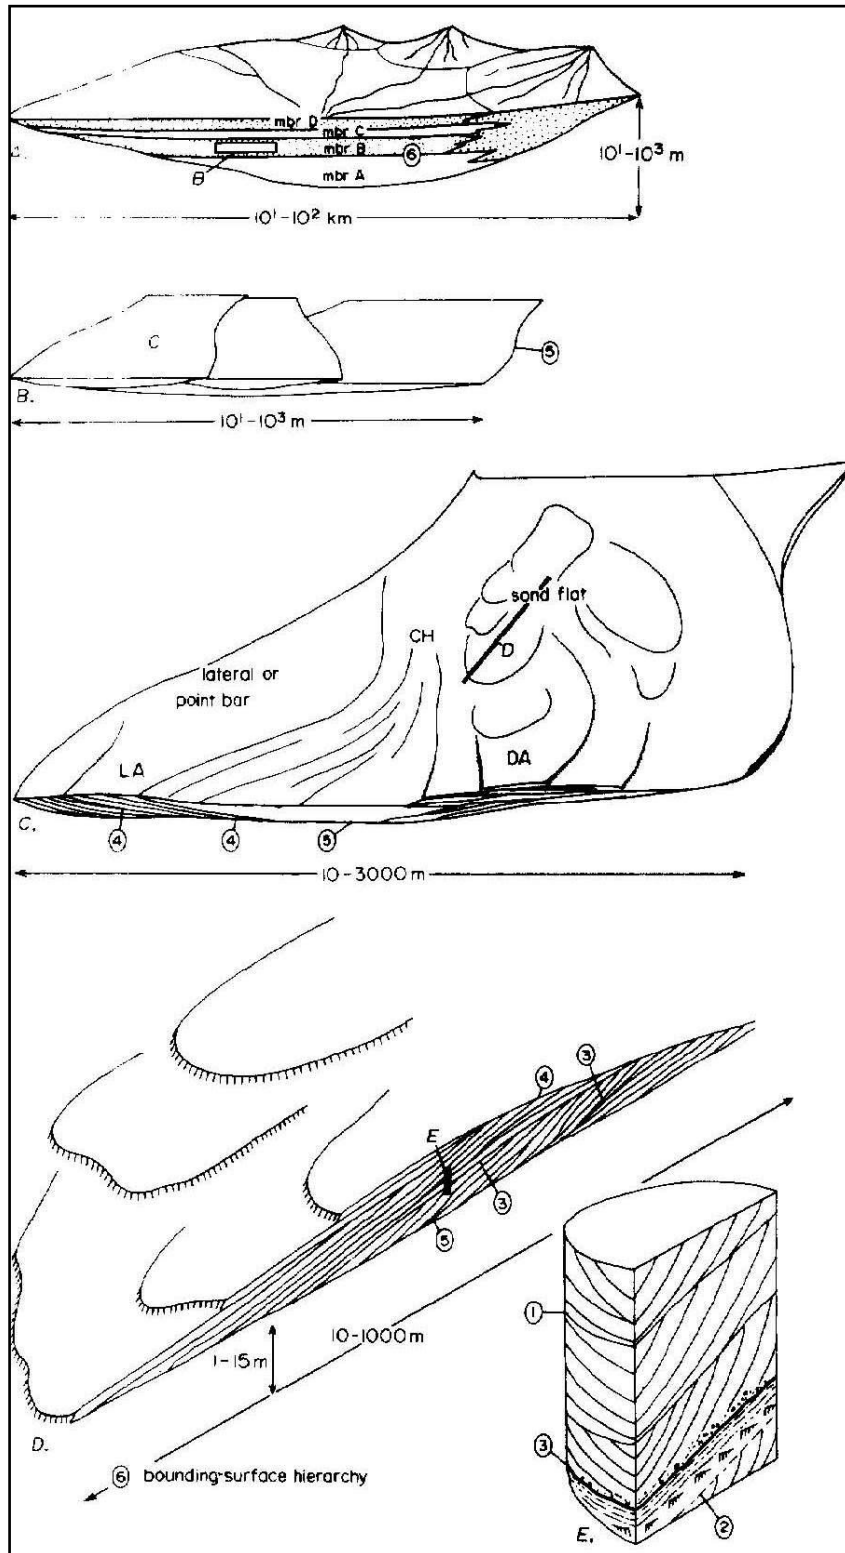 mbr D
mbr C
mbr B
⑥
mbr A
B
A.
10¹-10³ m
10¹-10² km
C
⑤
B.
10¹-10³ m
sand flat
D
CH
lateral or
point bar
LA
DA
C.
④
④
⑤
10-3000 m
③
④
E
③
⑤
10-1000 m
1-15 m
D.
⑥ bounding-surface hierarchy
①
③
②
E.